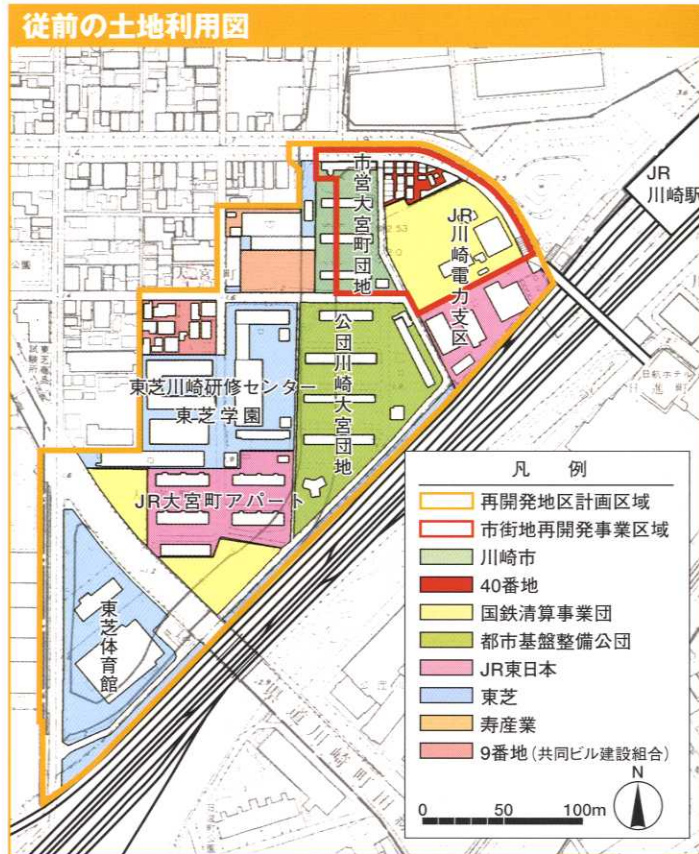 従前の土地利用図
JR
川崎駅
市営大宮町団地
JR川崎電力支区
公団川崎大宮団地
東芝川崎研修センター
東芝学園
JR大宮町アパート
東芝体育館
凡 例
再開発地区計画区域
市街地再開発事業区域
川崎市
40番地
国鉄清算事業団
都市基盤整備公団
JR東日本
東芝
寿産業
9番地(共同ビル建設組合)
N
0 50 100m